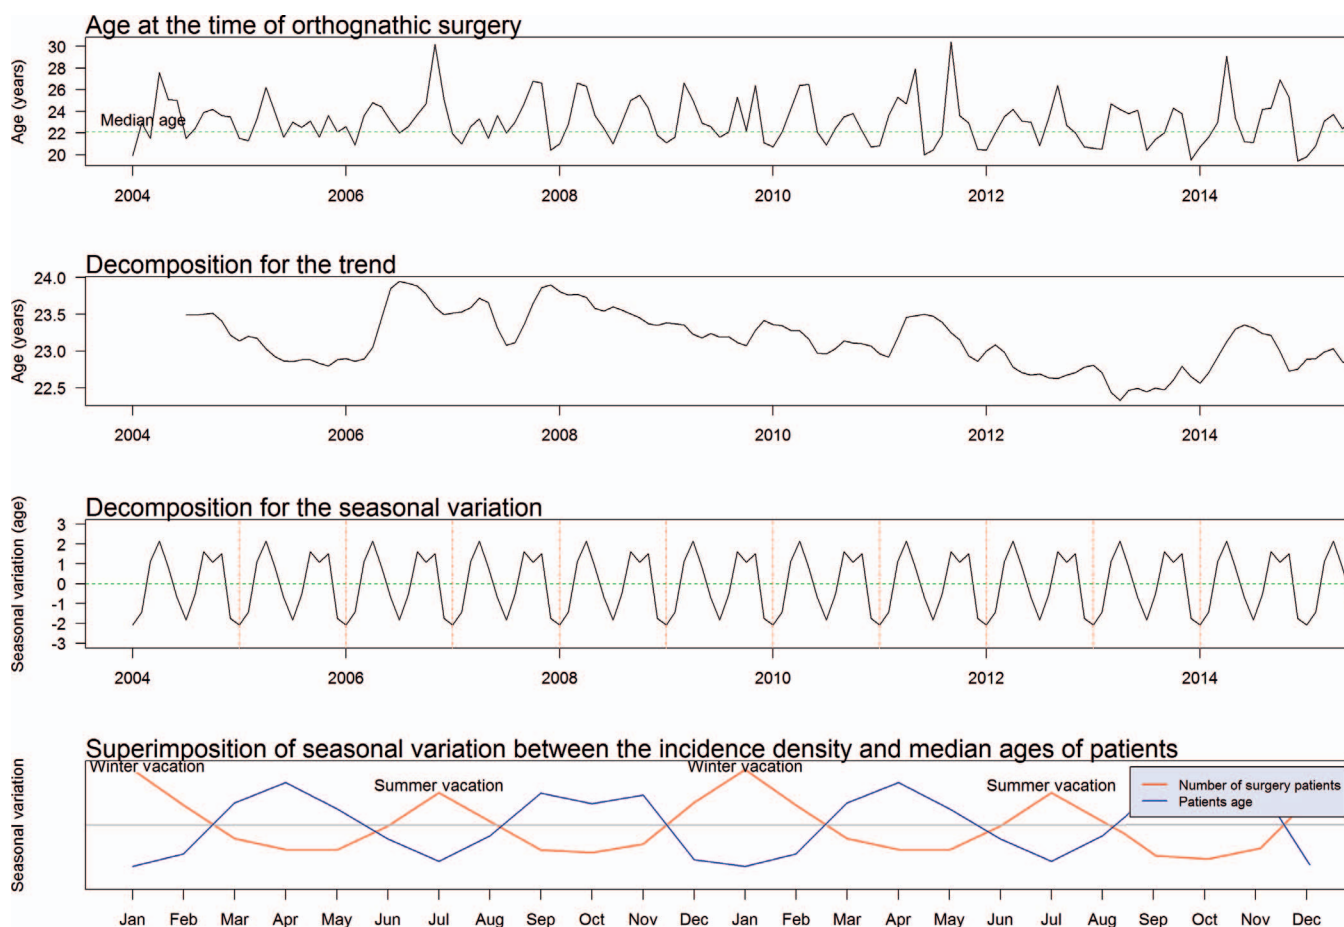 Age at the time of orthognathic surgery
Age (years)
30
28
26
24
22
20
Median age
2004 2006 2008 2010 2012 2014
Decomposition for the trend
Age (years)
24.0
23.5
23.0
22.5
2004 2006 2008 2010 2012 2014
Decomposition for the seasonal variation
Seasonal variation (age)
3
2
1
0
-1
-2
-3
2004 2006 2008 2010 2012 2014
Superimposition of seasonal variation between the incidence density and median ages of patients
Seasonal variation
Winter vacation
Summer vacation
Winter vacation
Summer vacation
Number of surgery patients
Patients age
Jan Feb Mar Apr May Jun Jul Aug Sep Oct Nov Dec Jan Feb Mar Apr May Jun Jul Aug Sep Oct Nov Dec